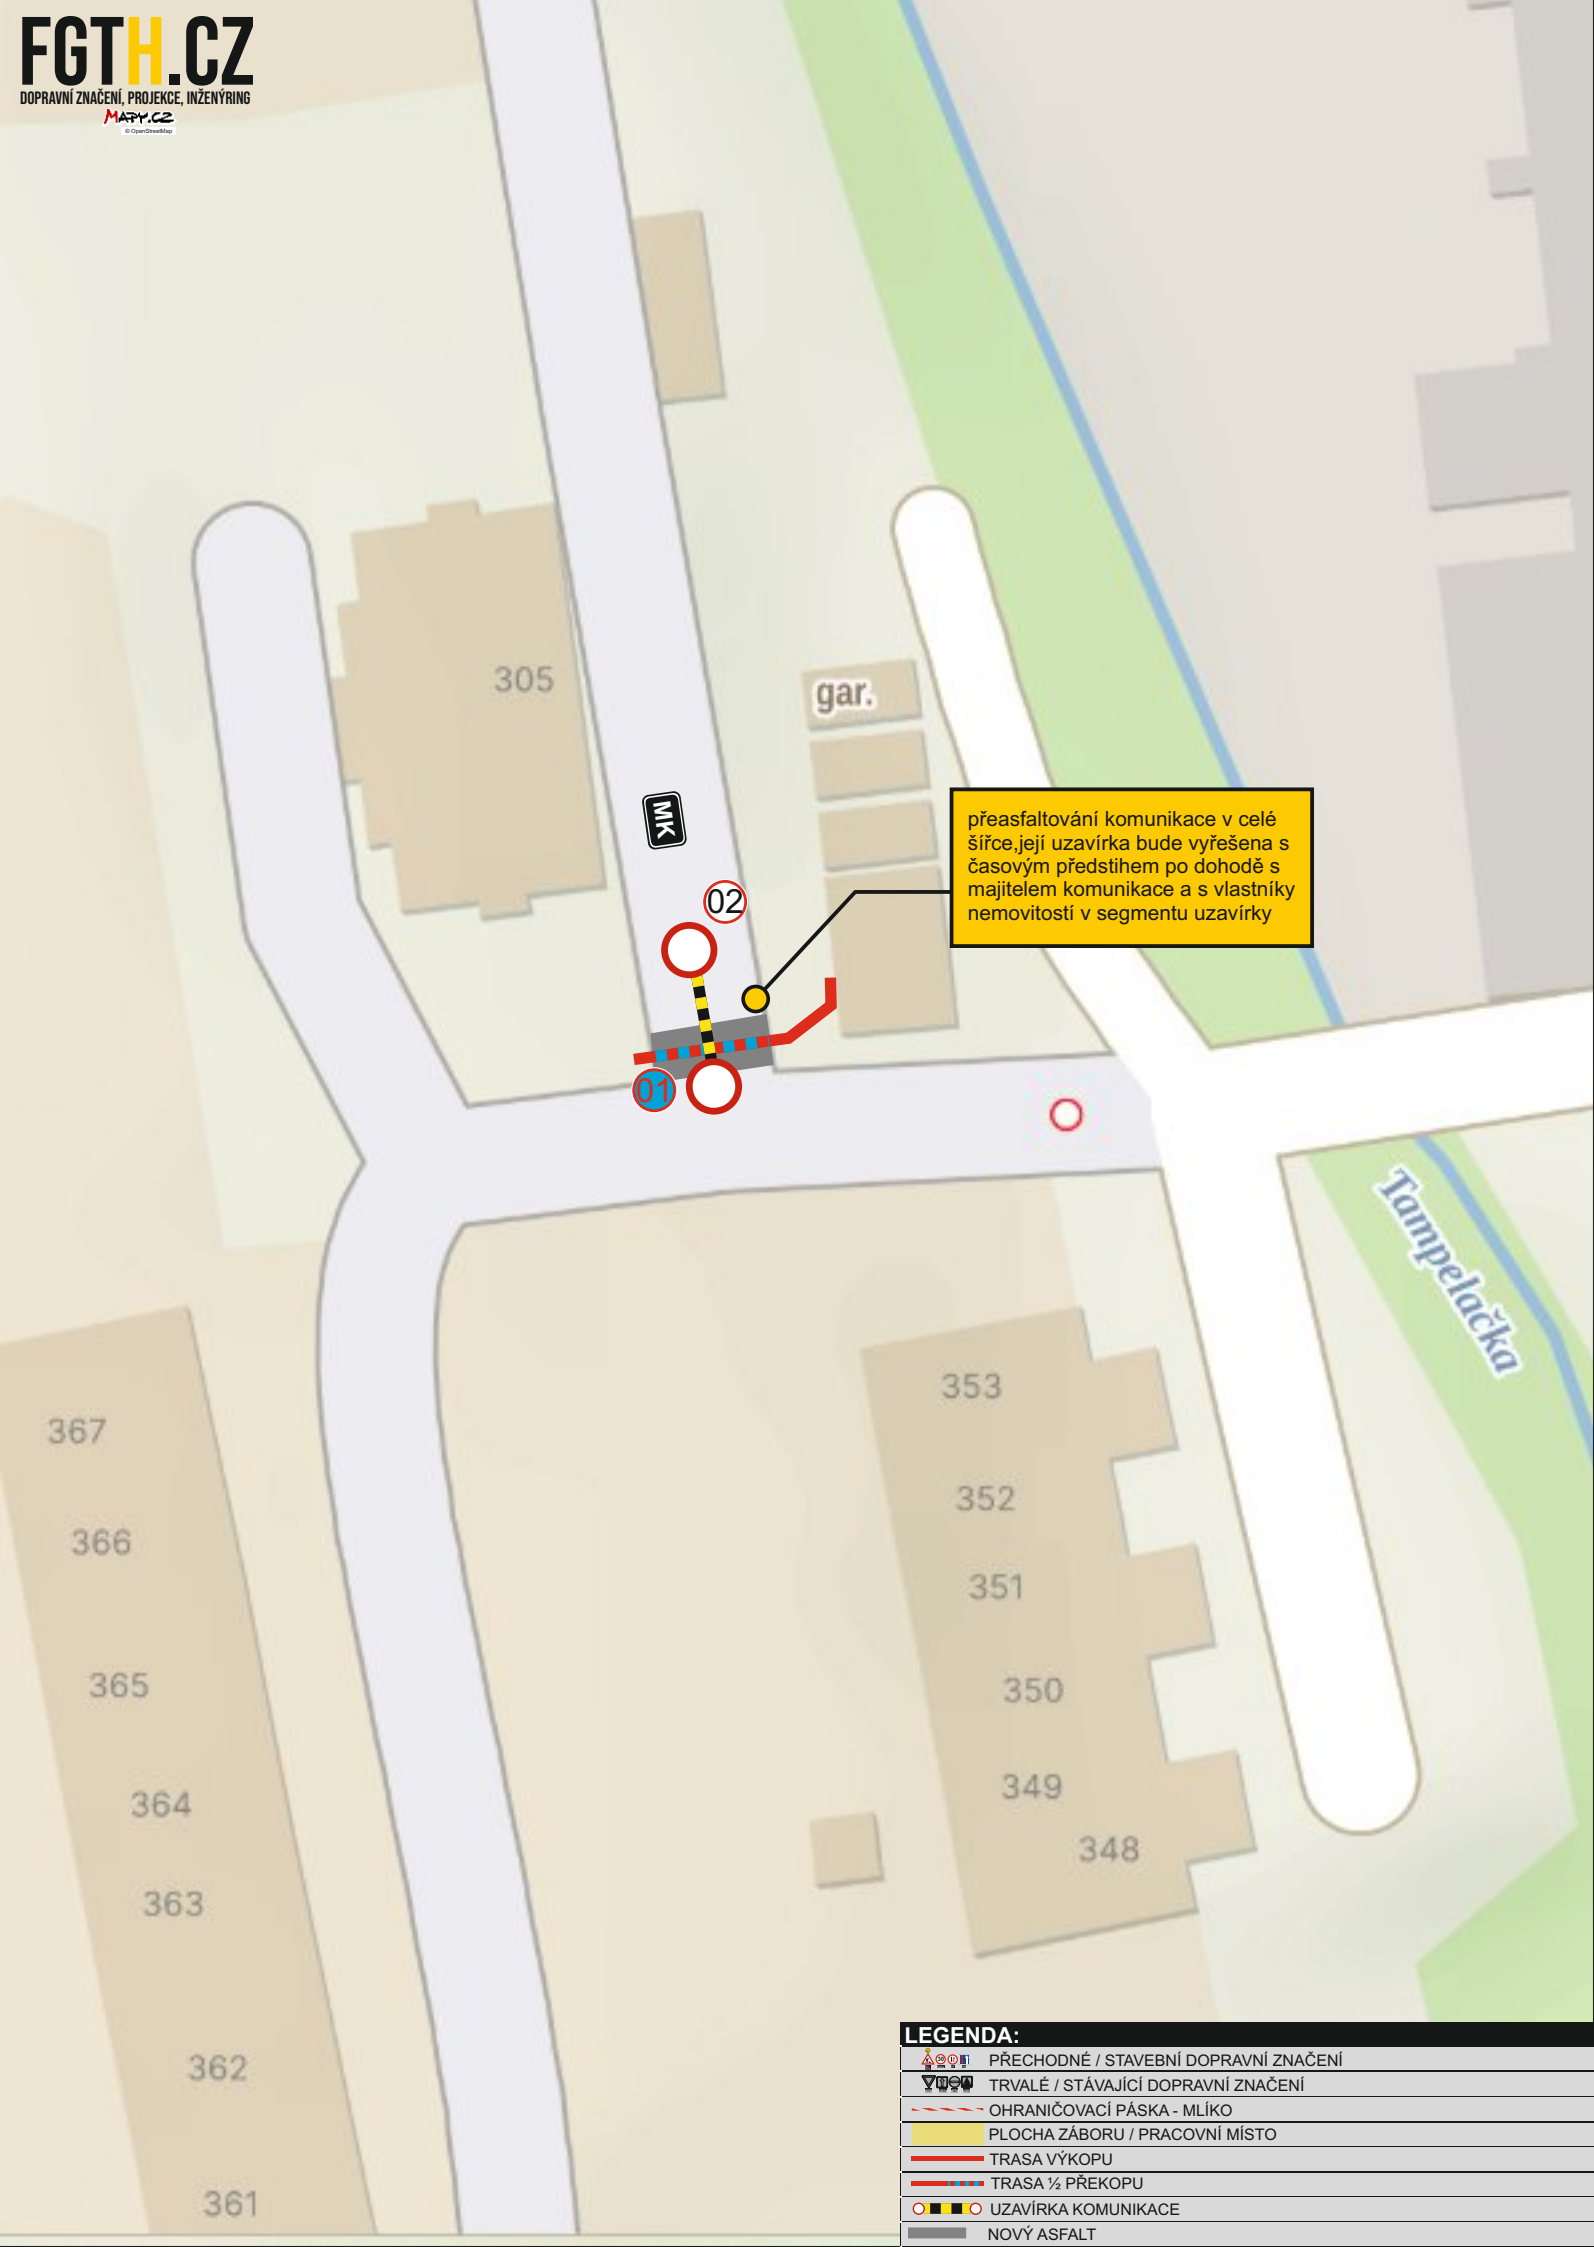 FGTH.CZ
DOPRAVNÍ ZNAČENÍ, PROJEKCE, INŽENÝRING
MAPY.CZ
© OpenStreetMap
305
gar.
MK
přeasfaltování komunikace v celé
šířce,její uzavírka bude vyřešena s
časovým předstihem po dohodě s
majitelem komunikace a s vlastníky
nemovitostí v segmentu uzavírky
02
01
Tampelačka
353
367
352
366
351
365
350
349
364
348
363
362
361
LEGENDA:
PŘECHODNÉ / STAVEBNÍ DOPRAVNÍ ZNAČENÍ
TRVALÉ / STÁVAJÍCÍ DOPRAVNÍ ZNAČENÍ
OHRANIČOVACÍ PÁSKA - MLÍKO
PLOCHA ZÁBORU / PRACOVNÍ MÍSTO
TRASA VÝKOPU
TRASA ½ PŘEKOPU
UZAVÍRKA KOMUNIKACE
NOVÝ ASFALT